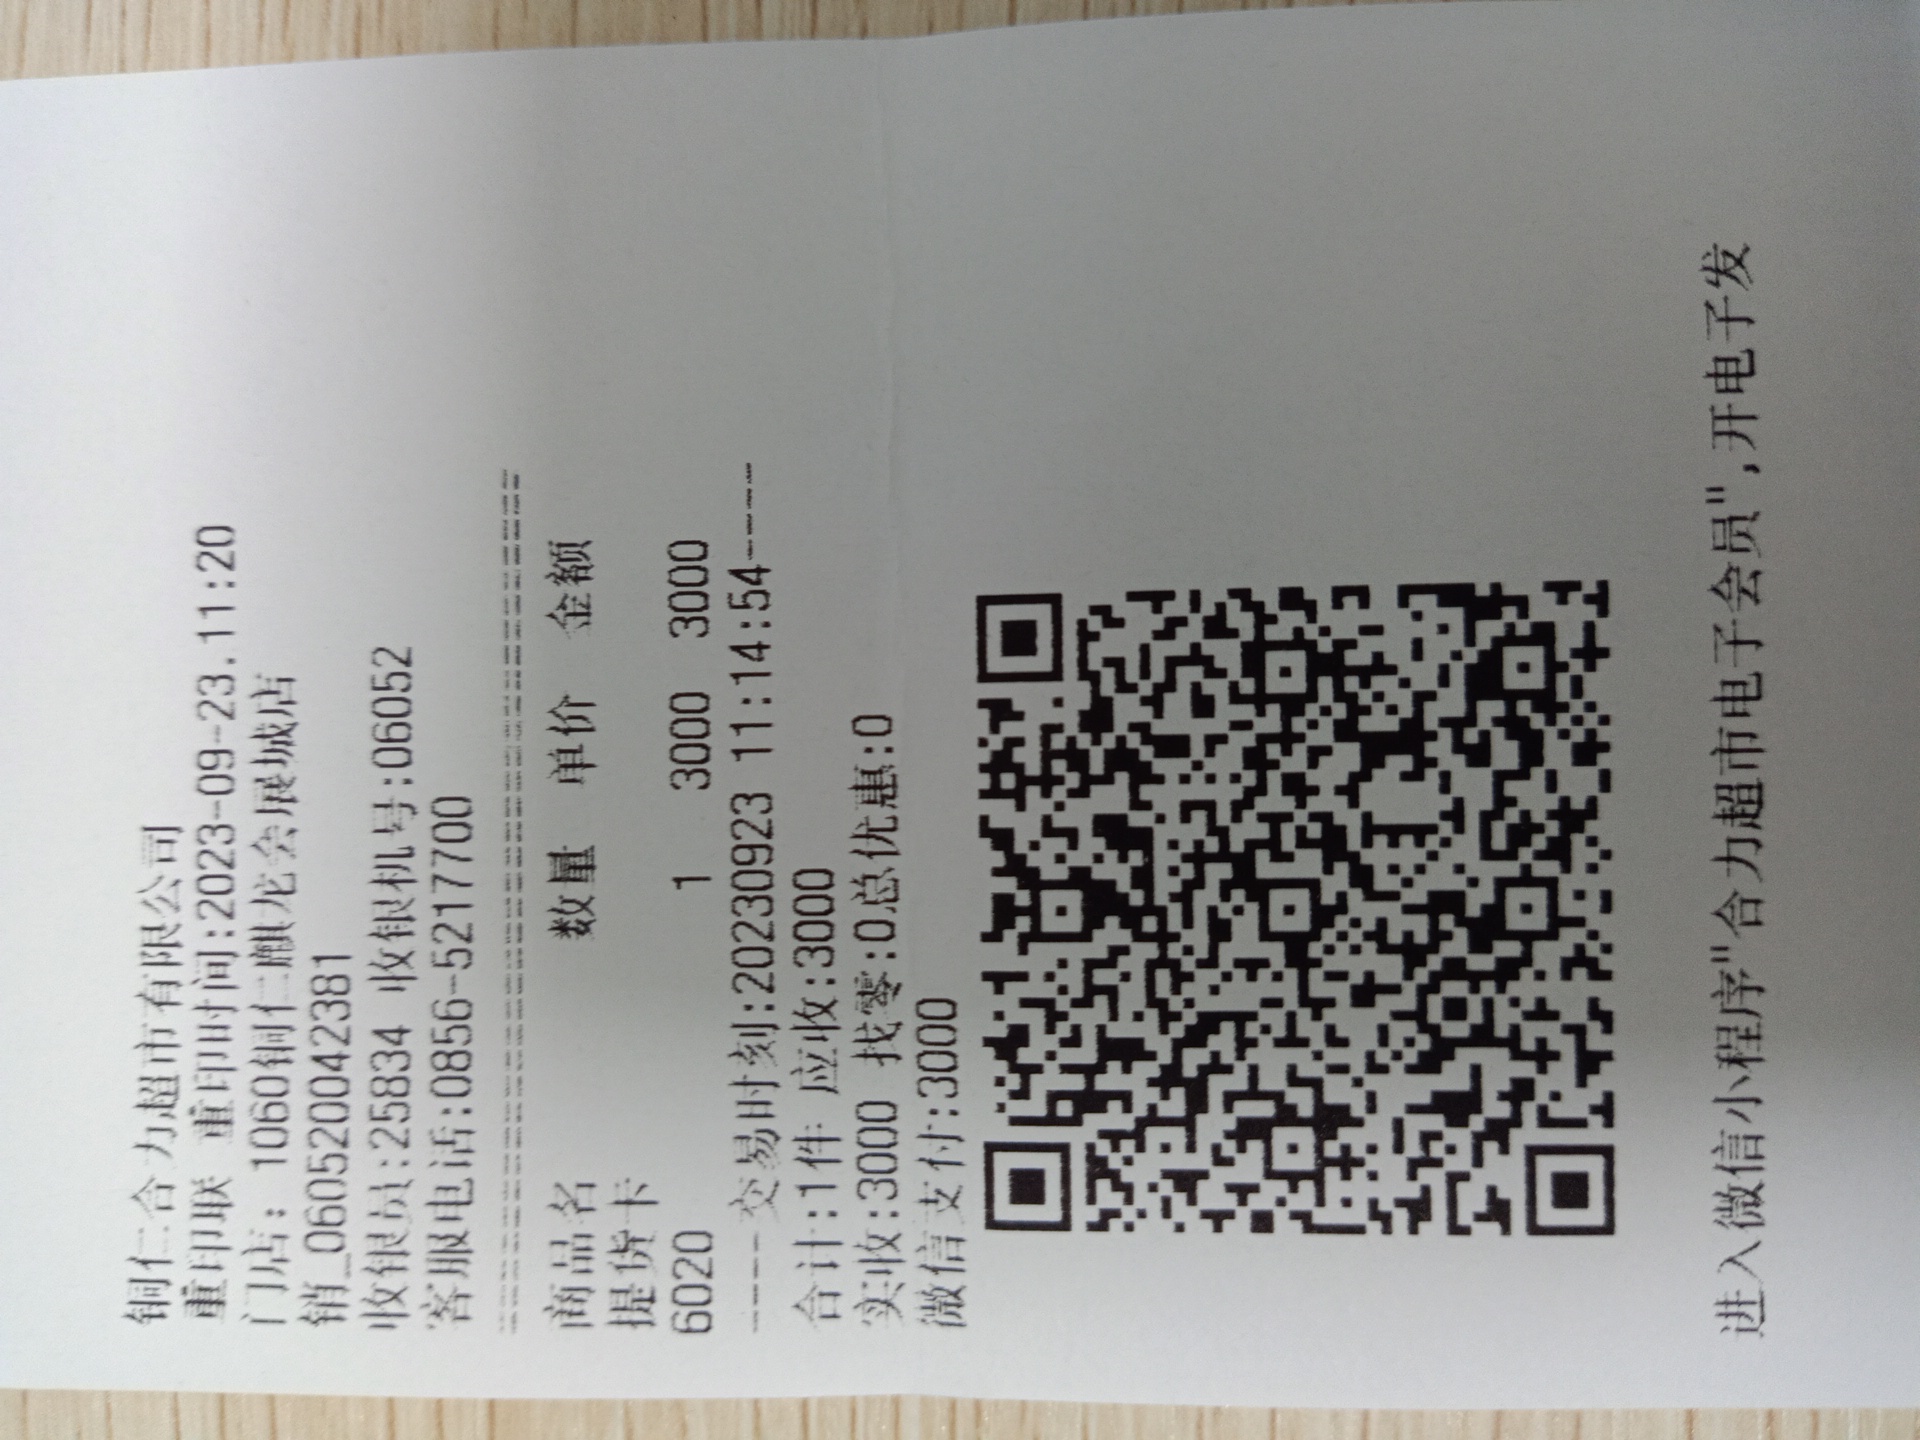 铜仁合力超市有限公司
重印联 重印时间:2023-09-23.11:20
门店: 1060铜仁麒龙会展城店
销_060520042381
收银员:25834 收银机号:06052
客服电话:0856-5217700
商品名 数量 单价 金额
提货卡
6020 1 3000 3000
----交易时刻:20230923 11:14:54----
合计:1件 应收:3000
实收:3000 找零:0总优惠:0
微信支付:3000
进入微信小程序"合力超市电子会员",开电子发